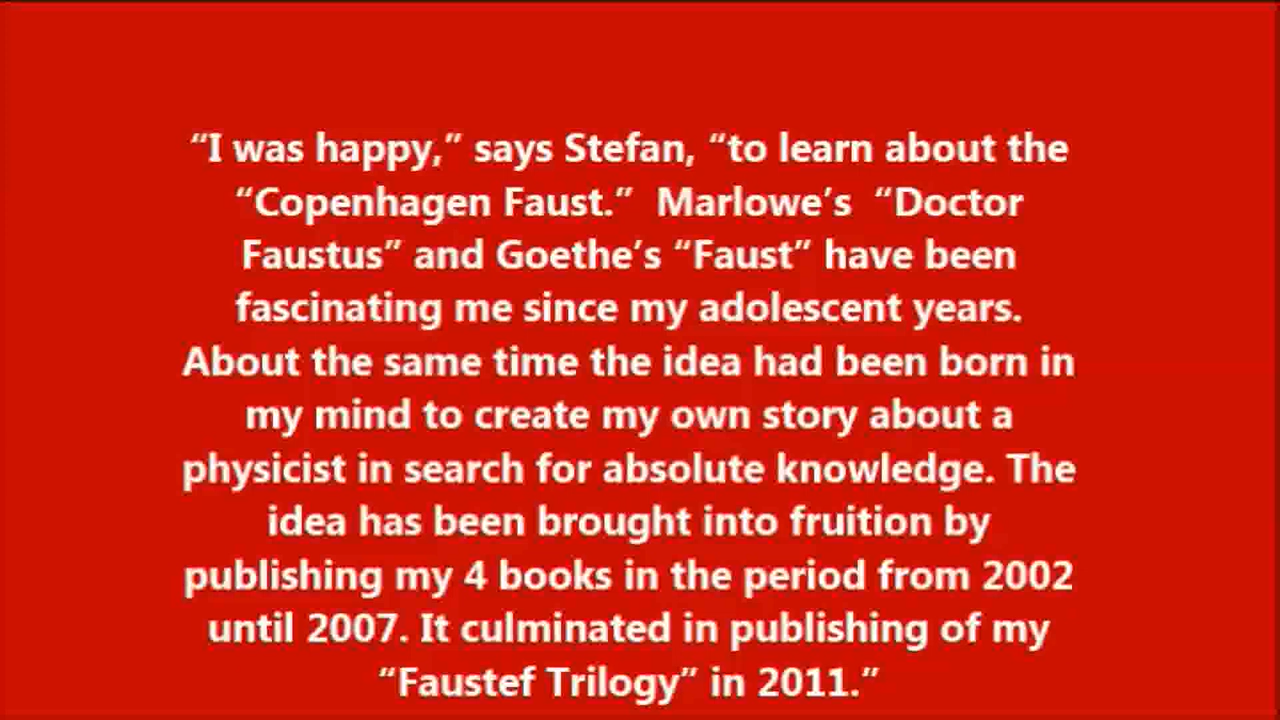 “I was happy,” says Stefan, “to learn about the
“Copenhagen Faust.”  Marlowe’s  “Doctor
Faustus” and Goethe’s “Faust” have been
fascinating me since my adolescent years.
About the same time the idea had been born in
my mind to create my own story about a
physicist in search for absolute knowledge. The
idea has been brought into fruition by
publishing my 4 books in the period from 2002
until 2007. It culminated in publishing of my
“Faustef Trilogy” in 2011.”